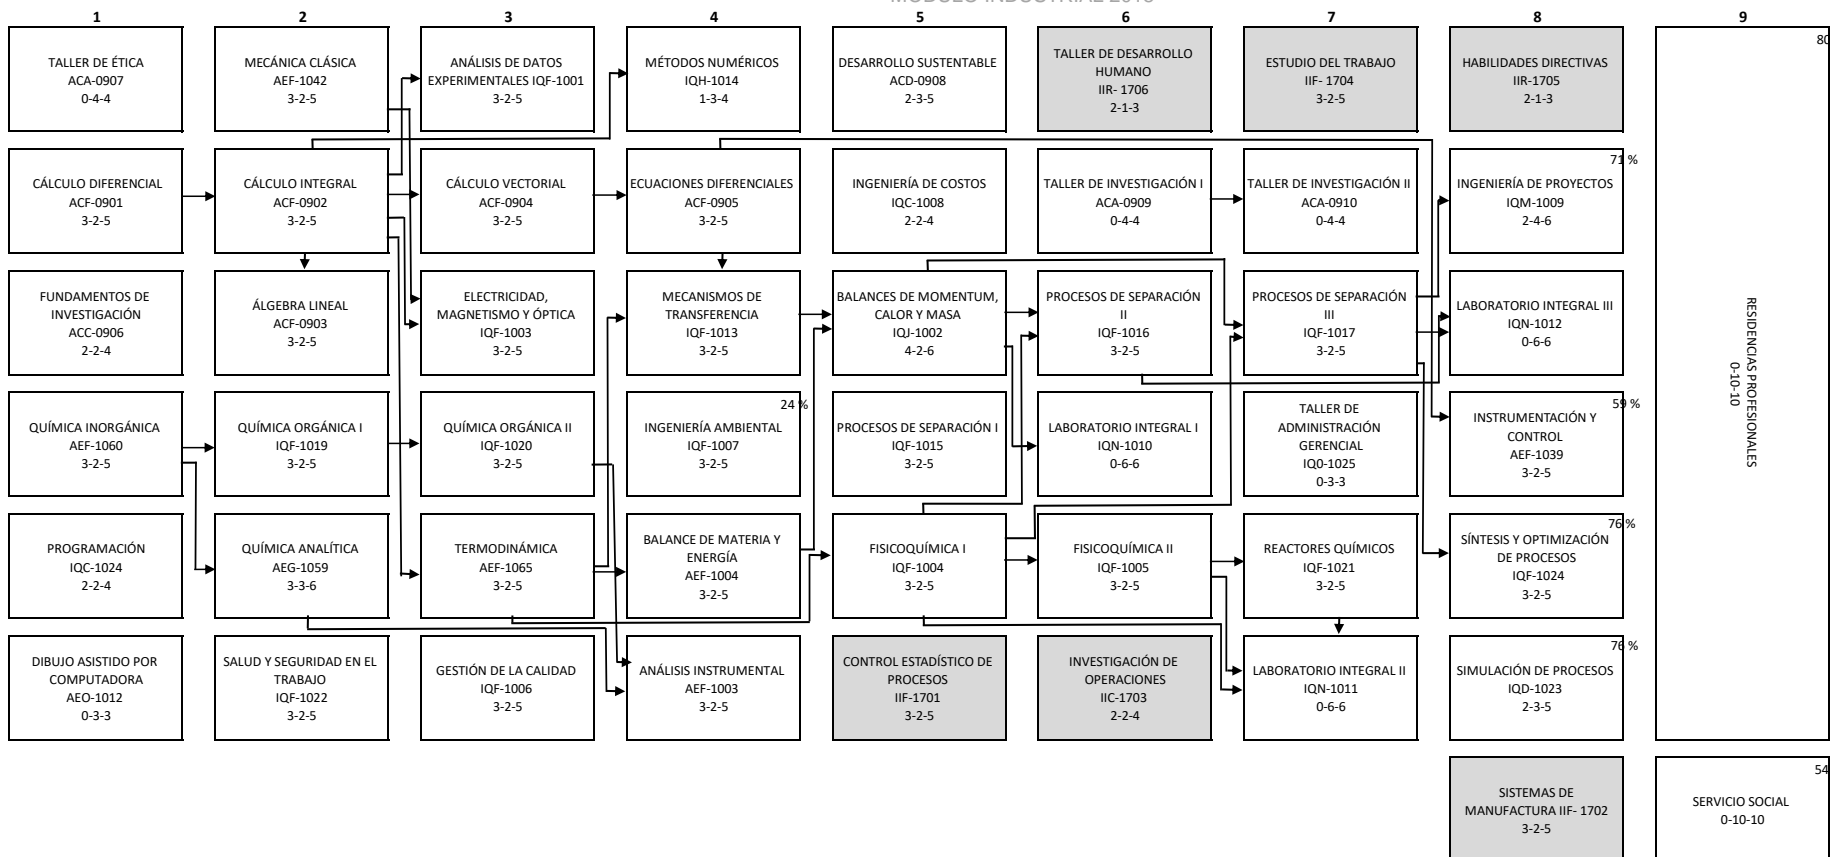 MÓDULO INDUSTRIAL 2018
1
2
3
4
5
6
7
8
9
TALLER DE ÉTICA
ACA-0907
0-4-4
MECÁNICA CLÁSICA
AEF-1042
3-2-5
ANÁLISIS DE DATOS
EXPERIMENTALES IQF-1001
3-2-5
MÉTODOS NUMÉRICOS
IQH-1014
1-3-4
DESARROLLO SUSTENTABLE
ACD-0908
2-3-5
TALLER DE DESARROLLO
HUMANO
IIR- 1706
2-1-3
ESTUDIO DEL TRABAJO
IIF- 1704
3-2-5
HABILIDADES DIRECTIVAS
IIR-1705
2-1-3
80
CÁLCULO DIFERENCIAL
ACF-0901
3-2-5
CÁLCULO INTEGRAL
ACF-0902
3-2-5
CÁLCULO VECTORIAL
ACF-0904
3-2-5
ECUACIONES DIFERENCIALES
ACF-0905
3-2-5
INGENIERÍA DE COSTOS
IQC-1008
2-2-4
TALLER DE INVESTIGACIÓN I
ACA-0909
0-4-4
TALLER DE INVESTIGACIÓN II
ACA-0910
0-4-4
71 %
INGENIERÍA DE PROYECTOS
IQM-1009
2-4-6
FUNDAMENTOS DE
INVESTIGACIÓN
ACC-0906
2-2-4
ÁLGEBRA LINEAL
ACF-0903
3-2-5
ELECTRICIDAD,
MAGNETISMO Y ÓPTICA
IQF-1003
3-2-5
MECANISMOS DE
TRANSFERENCIA
IQF-1013
3-2-5
BALANCES DE MOMENTUM,
CALOR Y MASA
IQJ-1002
4-2-6
PROCESOS DE SEPARACIÓN
II
IQF-1016
3-2-5
PROCESOS DE SEPARACIÓN
III
IQF-1017
3-2-5
LABORATORIO INTEGRAL III
IQN-1012
0-6-6
RESIDENCIAS PROFESIONALES
0-10-10
QUÍMICA INORGÁNICA
AEF-1060
3-2-5
QUÍMICA ORGÁNICA I
IQF-1019
3-2-5
QUÍMICA ORGÁNICA II
IQF-1020
3-2-5
24 %
INGENIERÍA AMBIENTAL
IQF-1007
3-2-5
PROCESOS DE SEPARACIÓN I
IQF-1015
3-2-5
LABORATORIO INTEGRAL I
IQN-1010
0-6-6
TALLER DE
ADMINISTRACIÓN
GERENCIAL
IQ0-1025
0-3-3
59 %
INSTRUMENTACIÓN Y
CONTROL
AEF-1039
3-2-5
PROGRAMACIÓN
IQC-1024
2-2-4
QUÍMICA ANALÍTICA
AEG-1059
3-3-6
TERMODINÁMICA
AEF-1065
3-2-5
BALANCE DE MATERIA Y
ENERGÍA
AEF-1004
3-2-5
FISICOQUÍMICA I
IQF-1004
3-2-5
FISICOQUÍMICA II
IQF-1005
3-2-5
REACTORES QUÍMICOS
IQF-1021
3-2-5
76 %
SÍNTESIS Y OPTIMIZACIÓN
DE PROCESOS
IQF-1024
3-2-5
DIBUJO ASISTIDO POR
COMPUTADORA
AEO-1012
0-3-3
SALUD Y SEGURIDAD EN EL
TRABAJO
IQF-1022
3-2-5
GESTIÓN DE LA CALIDAD
IQF-1006
3-2-5
ANÁLISIS INSTRUMENTAL
AEF-1003
3-2-5
CONTROL ESTADÍSTICO DE
PROCESOS
IIF-1701
3-2-5
INVESTIGACIÓN DE
OPERACIONES
IIC-1703
2-2-4
LABORATORIO INTEGRAL II
IQN-1011
0-6-6
76 %
SIMULACIÓN DE PROCESOS
IQD-1023
2-3-5
SISTEMAS DE
MANUFACTURA IIF- 1702
3-2-5
54
SERVICIO SOCIAL
0-10-10